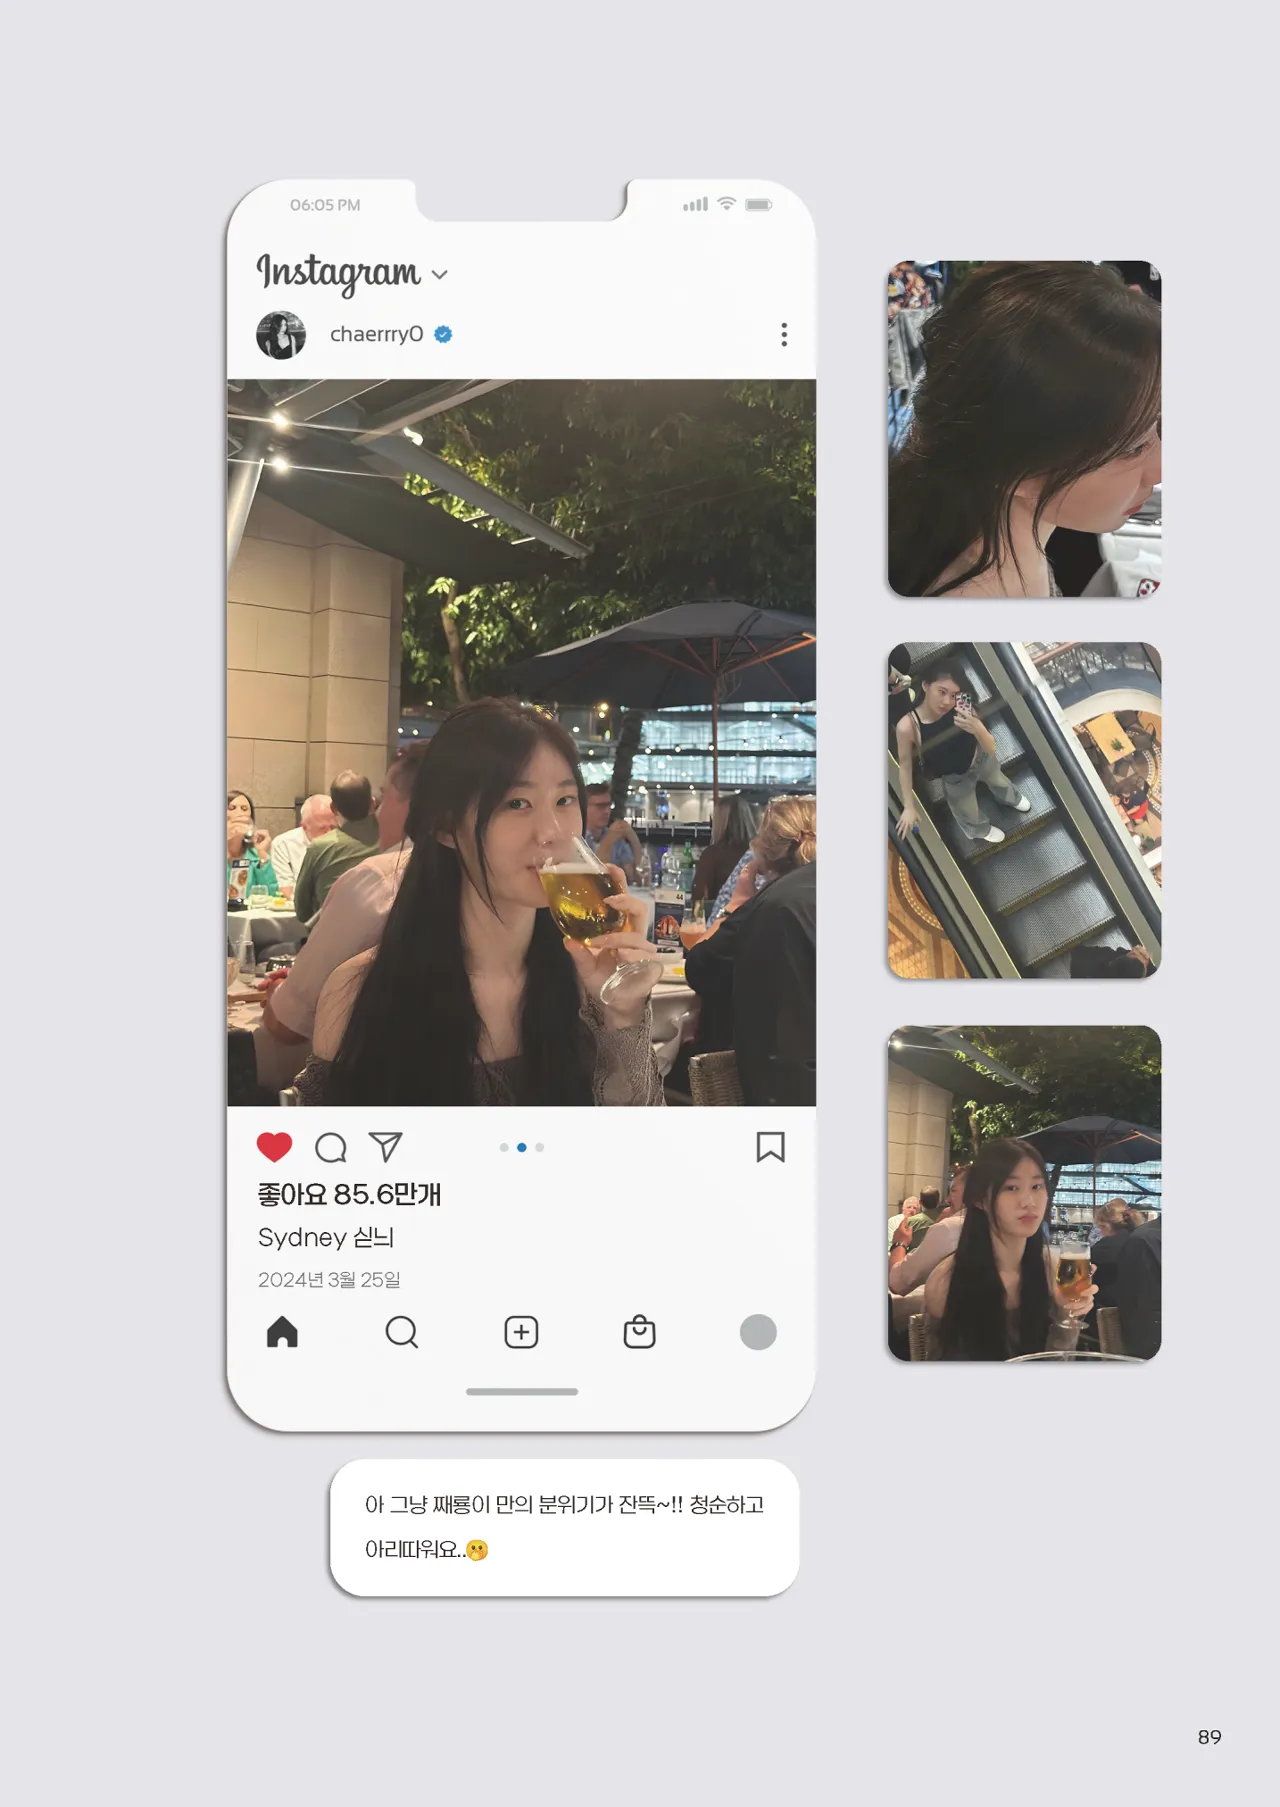 06:05 PM
Instagram
chaerrry0
좋아요 85.6만개
Sydney 싣늬
2024년 3월 25일
아 그냥 째룡이 만의 분위기가 잔뜩~!! 청순하고
아리따워요..🫢
89